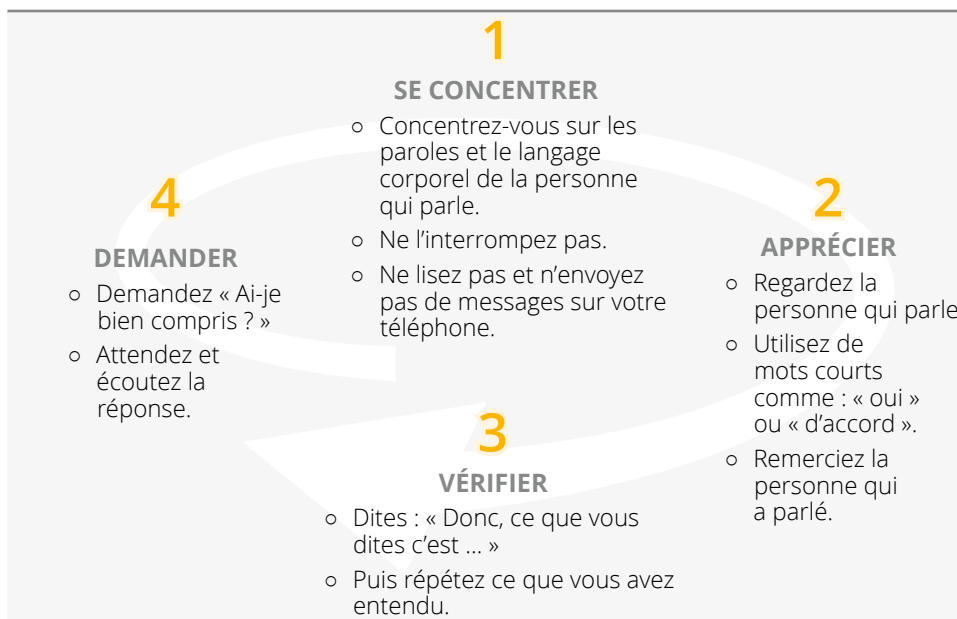 1
SE CONCENTRER
○ Concentrez-vous sur les
paroles et le langage
corporel de la personne
qui parle.
○ Ne l’interrompez pas.
○ Ne lisez pas et n’envoyez
pas de messages sur votre
téléphone.
2
APPRÉCIER
○ Regardez la
personne qui parle
○ Utilisez de
mots courts
comme : « oui »
ou « d’accord ».
○ Remerciez la
personne qui
a parlé.
3
VÉRIFIER
○ Dites : « Donc, ce que vous
dites c’est ... »
○ Puis répétez ce que vous avez
entendu.
4
DEMANDER
○ Demandez « Ai-je
bien compris ? »
○ Attendez et
écoutez la
réponse.